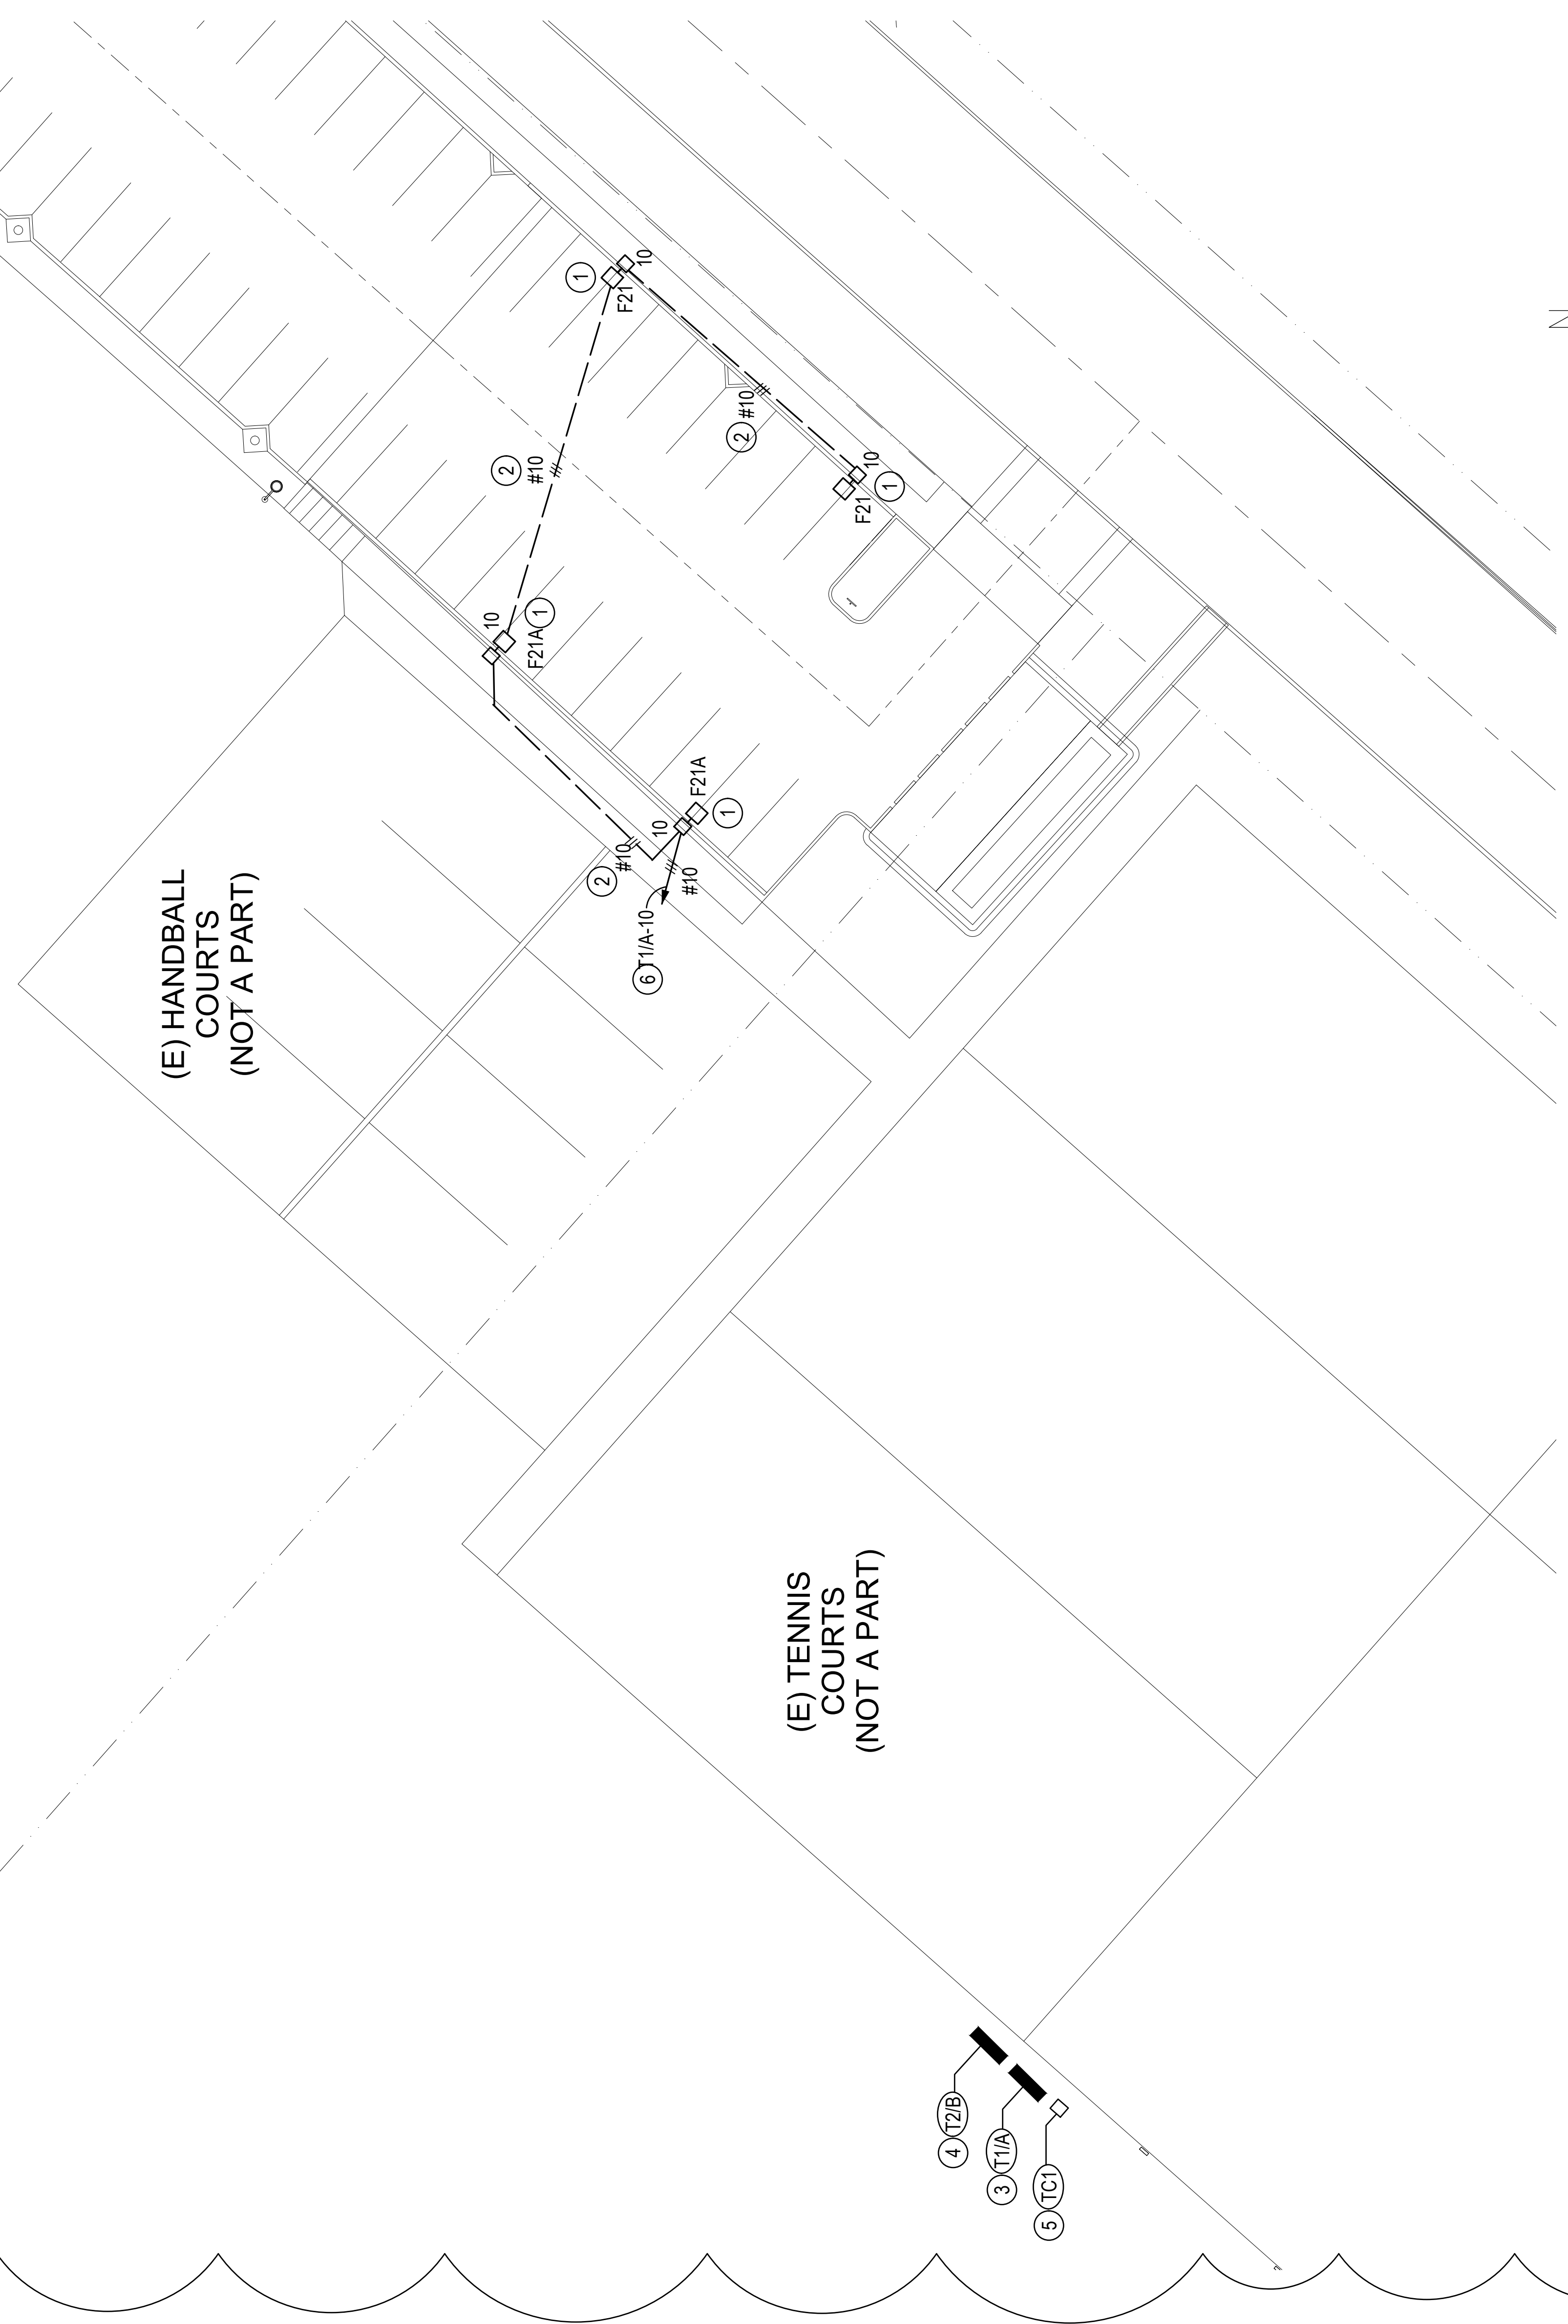 1
10
F21
2
#10
2
#10
10
1
F21
10
1
F21A
F21A
1
10
#10
2
#10
6
T1/A-10
(E) HANDBALL
COURTS
(NOT A PART)
(E) TENNIS
COURTS
(NOT A PART)
4 T2/B
3 T1/A
5 TC1